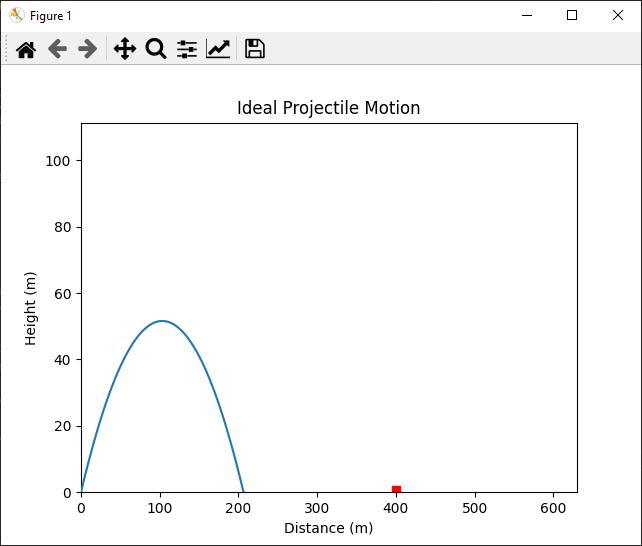 Figure 1
Ideal Projectile Motion
100
80
60
40
20
0
Height (m)
0 100 200 300 400 500 600
Distance (m)